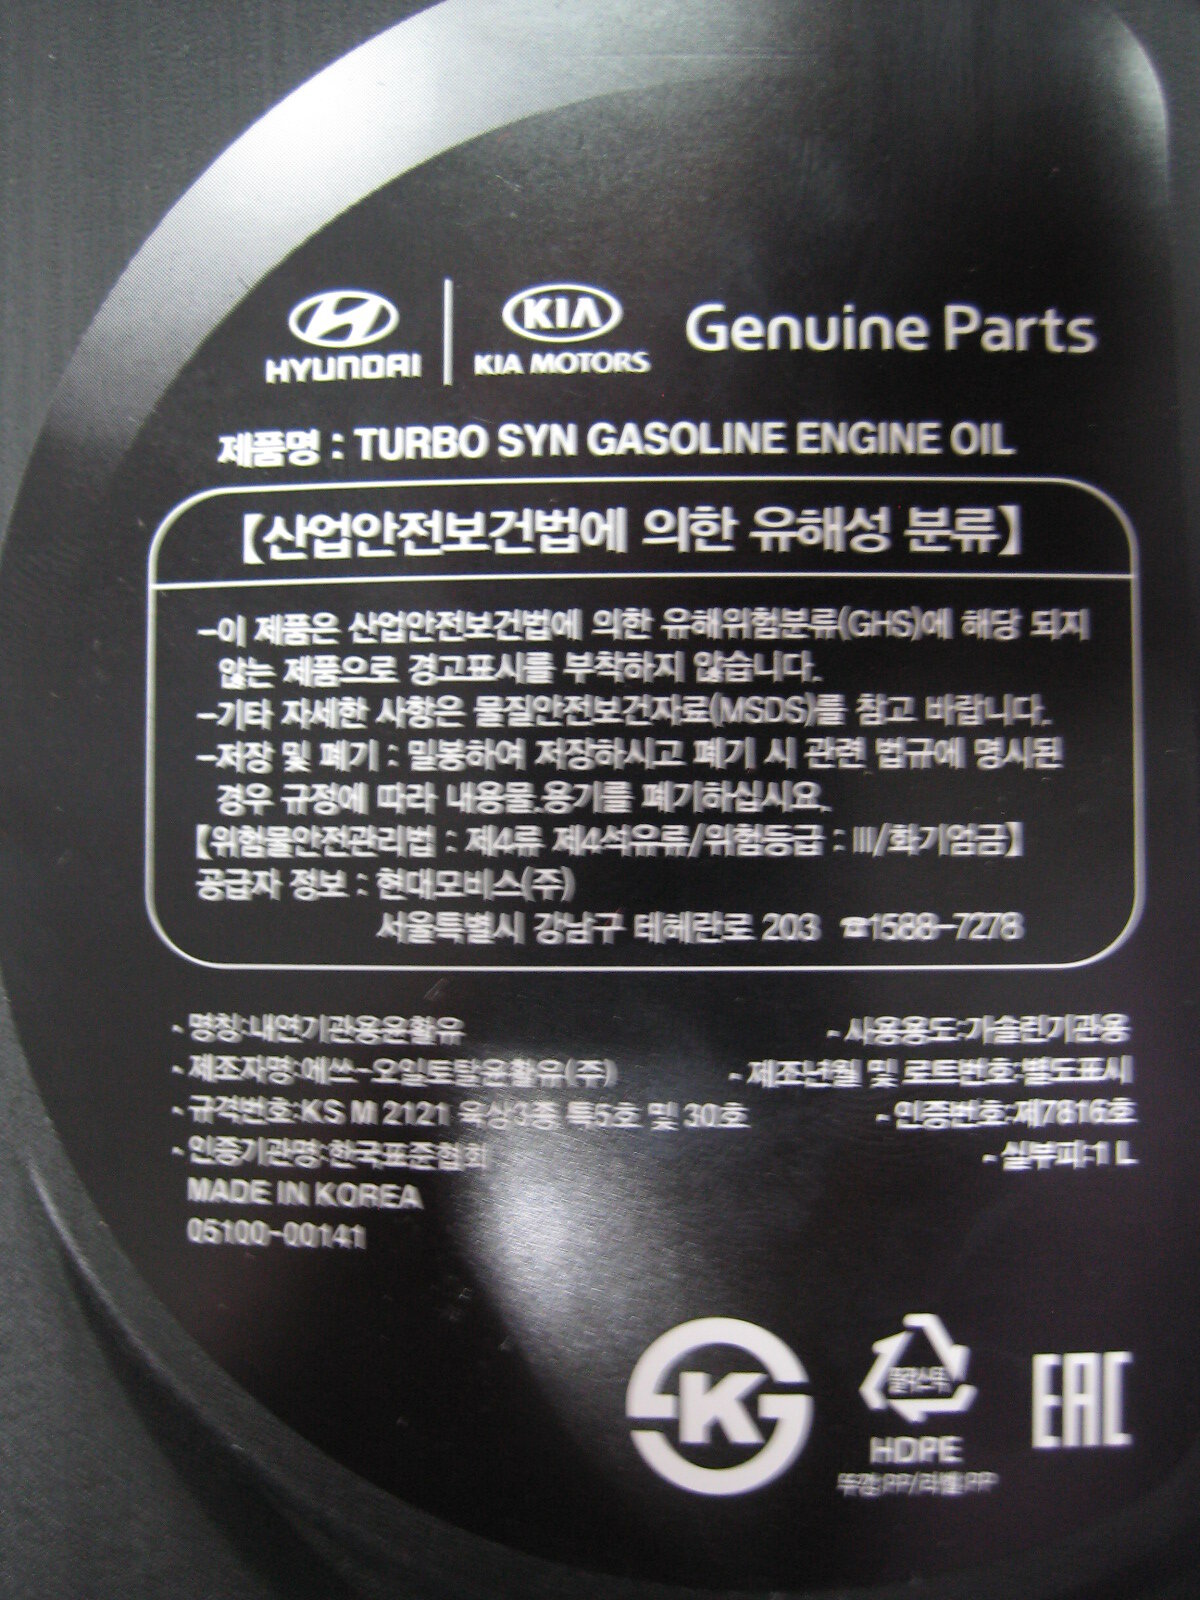 HYUNDAI
KIA
KIA MOTORS
Genuine Parts
제품명 : TURBO SYN GASOLINE ENGINE OIL
【산업안전보건법에 의한 유해성 분류】
-이 제품은 산업안전보건법에 의한 유해위험분류(GHS)에 해당 되지
않는 제품으로 경고표시를 부착하지 않습니다.
-기타 자세한 사항은 물질안전보건자료(MSDS)를 참고 바랍니다.
-저장 및 폐기 : 밀봉하여 저장하시고 폐기 시 관련 법규에 명시된
경우 규정에 따라 내용물,용기를 폐기하십시요.
【위험물안전관리법 : 제4류 제4석유류/위험등급 : III/화기엄금】
공급자 정보 : 현대모비스(주)
서울특별시 강남구 테헤란로 203 ☎1588-7278
· 명칭:내연기관용윤활유
· 사용용도:가솔린기관용
· 제조자명:에쓰-오일토탈윤활유(주)
· 제조년월 및 로트번호:별도표시
· 규격번호:KS M 2121 육상3종 특5호 및 30호
· 인증번호:제7816호
· 인증기관명:한국표준협회
· 실부피:1 L
MADE IN KOREA
05100-00141
K
플라스틱
HDPE
뚜껑:PP/라벨:PP
EAC